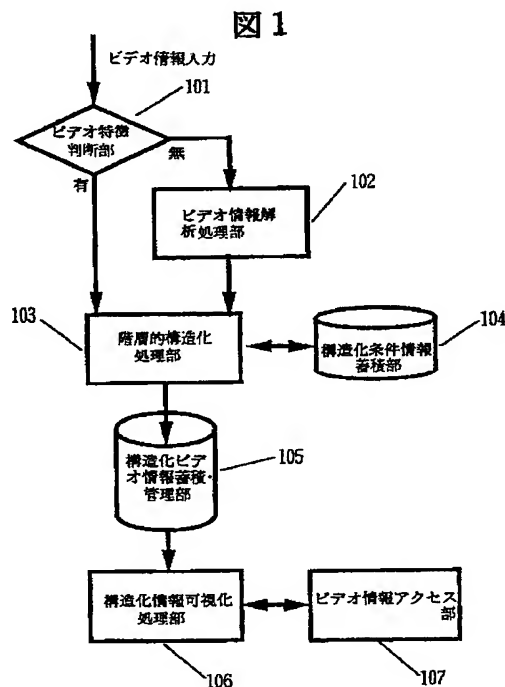 図1
ビデオ情報入力
101
ビデオ特徴
判断部
無
有
102
ビデオ情報解
析処理部
103
階層的構造化
処理部
104
構造化条件情報
蓄積部
構造化ビデ
オ情報蓄積・
管理部
105
構造化情報可視化
処理部
ビデオ情報アクセス
部
106
107